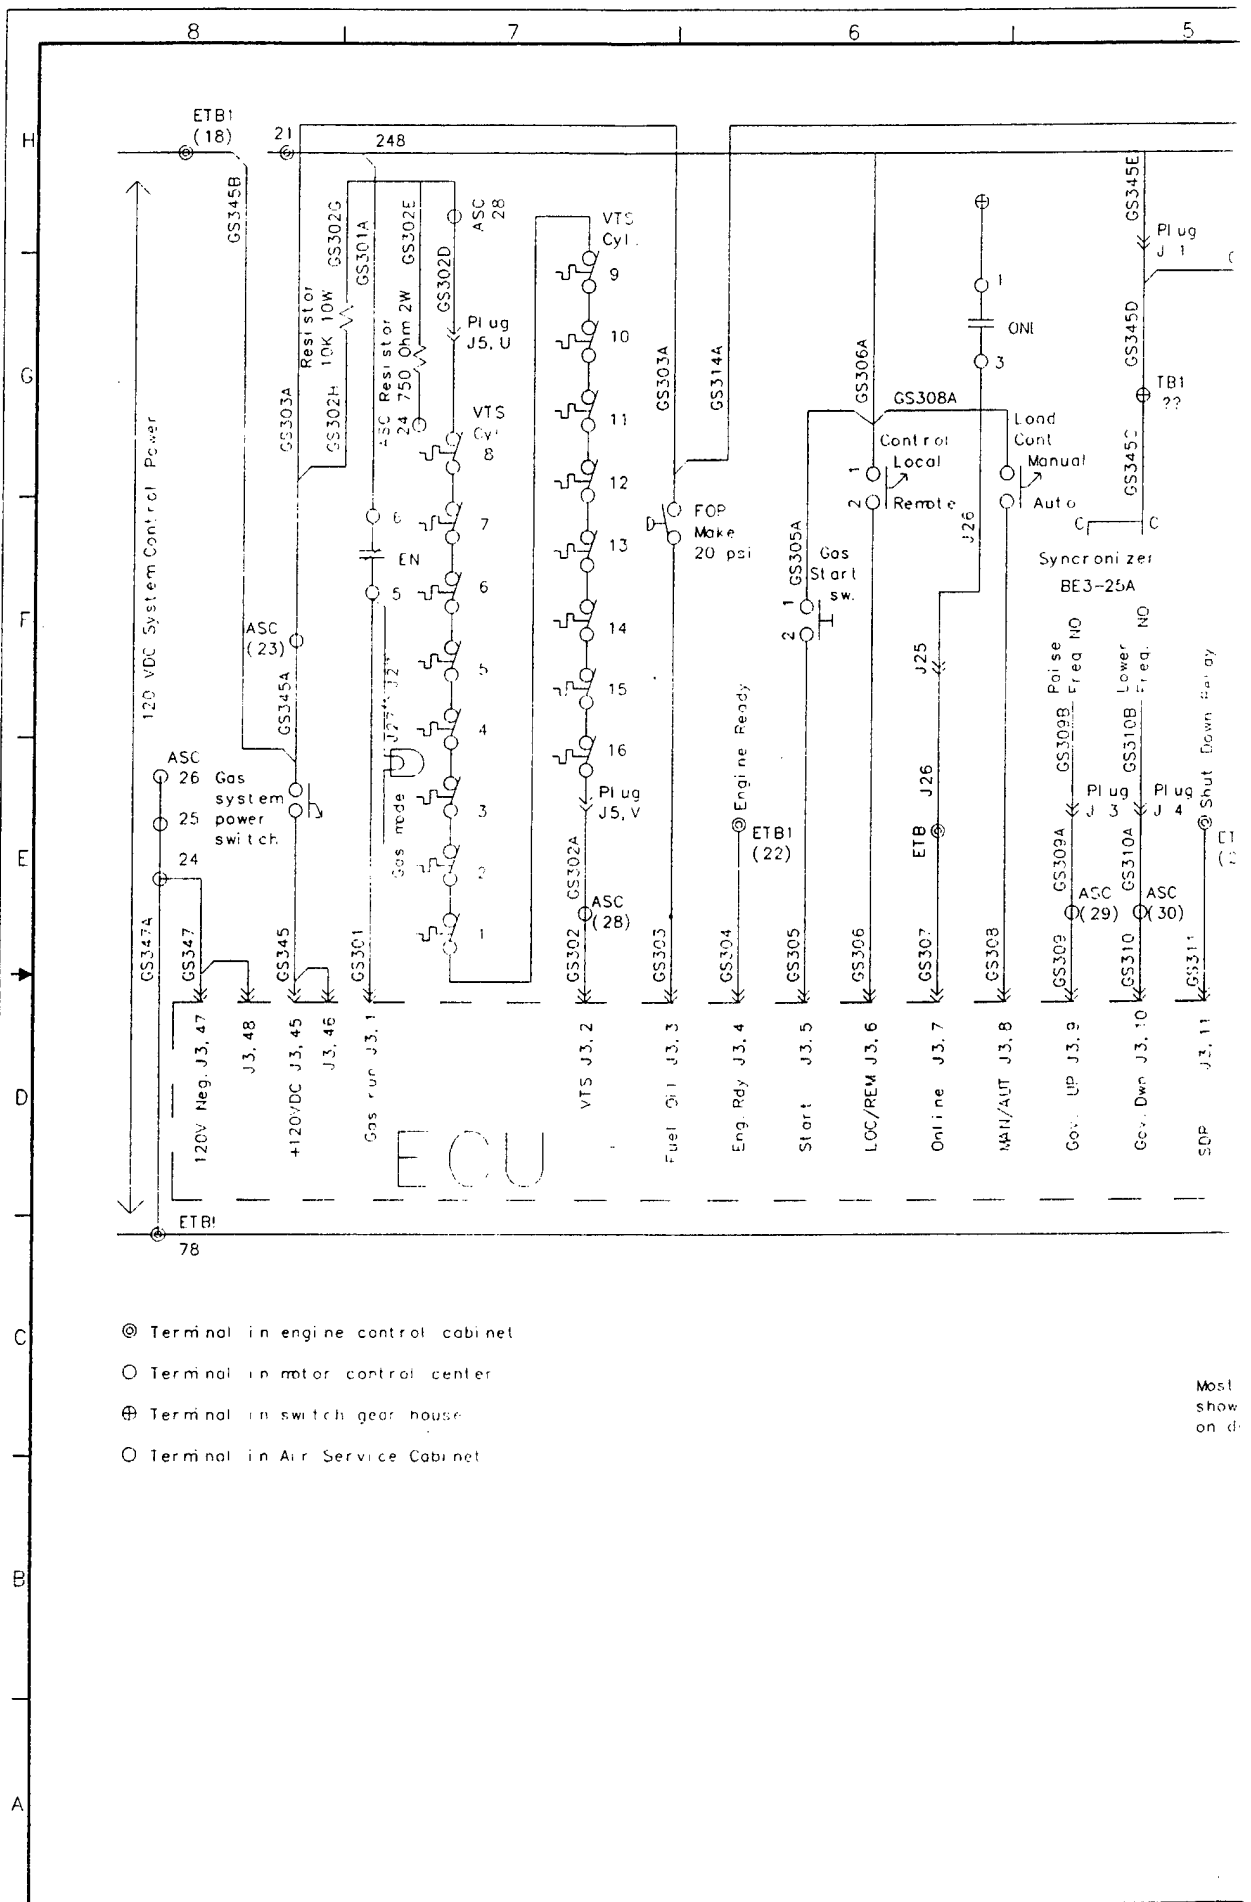 8
7
6
5
H
G
F
E
D
C
B
A
ETB1
(18)
21
248
GS345B
120 VDC System Control Power
GS303A
Resistor
10K 10W
GS302G
GS302H
GS301A
ASC Resistor
24 750 Ohm 2W
GS302E
GS302D
ASC
28
Plug
J5,U
VTS
Cyl
8
7
6
5
4
3
2
1
6
EN
5
Gas mode
ASC
(23)
GS345A
ASC
26
25
24
Gas
system
power
switch
VTS
Cyl.
9
10
11
12
13
14
15
16
Plug
J5,V
GS302A
ASC
(28)
GS303A
GS314A
FOP
Make
20 psi
Engine Ready
ETB1
(22)
GS306A
GS308A
Control
Local
Remote
1
2
Load
Cont
Manual
Auto
GS305A
Gas
Start
sw.
1
2
1
3
J26
J25
J26
ETB
GS345E
Plug
J 1
GS345D
TB1
??
GS345C
C
C
Syncronizer
BE3-25A
Raise
Freq NO
Lower
Freq. NO
GS309B
GS310B
Plug
J 3
Plug
J 4
GS309A
GS310A
ASC
(29)
ASC
(30)
Shut Down Relay
GS347A
GS347
GS345
GS301
GS302
GS303
GS304
GS305
GS306
GS307
GS308
GS309
GS310
GS311
120V Neg. J3,47
J3,48
+120VDC J3,45
J3,46
Gas run J3,1
VTS J3,2
Fuel Oil J3,3
Eng.Rdy J3,4
Start J3,5
LOC/REM J3,6
Online J3,7
MAN/AUT J3,8
Gov. UP J3,9
Gov.Dwn J3,10
SDR J3,11
ECU
ETB1
78
Terminal in engine control cabinet
Terminal in motor control center
Terminal in switch gear house
Terminal in Air Service Cabinet
Most
show
on d